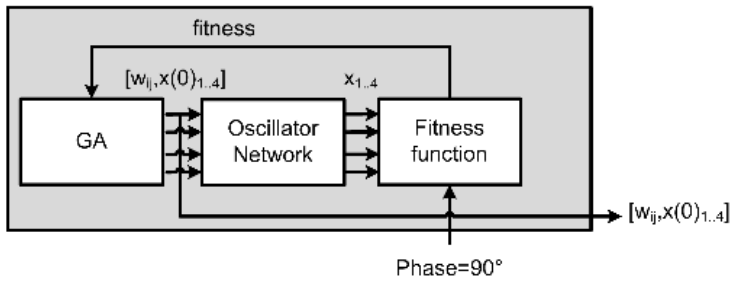 fitness
[w_ij,x(0)_1..4]
x_1..4
GA
Oscillator
Network
Fitness
function
[w_ij,x(0)_1..4]
Phase=90°